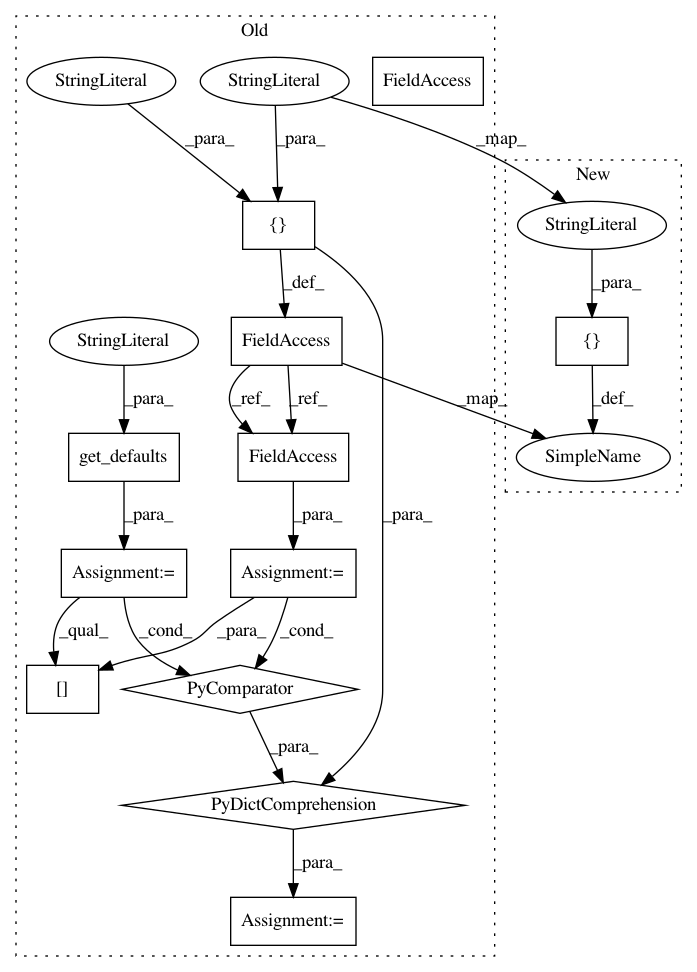 Old
StringLiteral
StringLiteral
FieldAccess
_para_
_para_
_map_
New
{}
StringLiteral
_def_
_para_
StringLiteral
FieldAccess
{}
_para_
_ref_
_ref_
_map_
_def_
get_defaults
FieldAccess
SimpleName
_para_
_para_
_para_
Assignment:=
Assignment:=
_qual_
_cond_
_para_
_cond_
[]
PyComparator
_para_
PyDictComprehension
_para_
Assignment:=